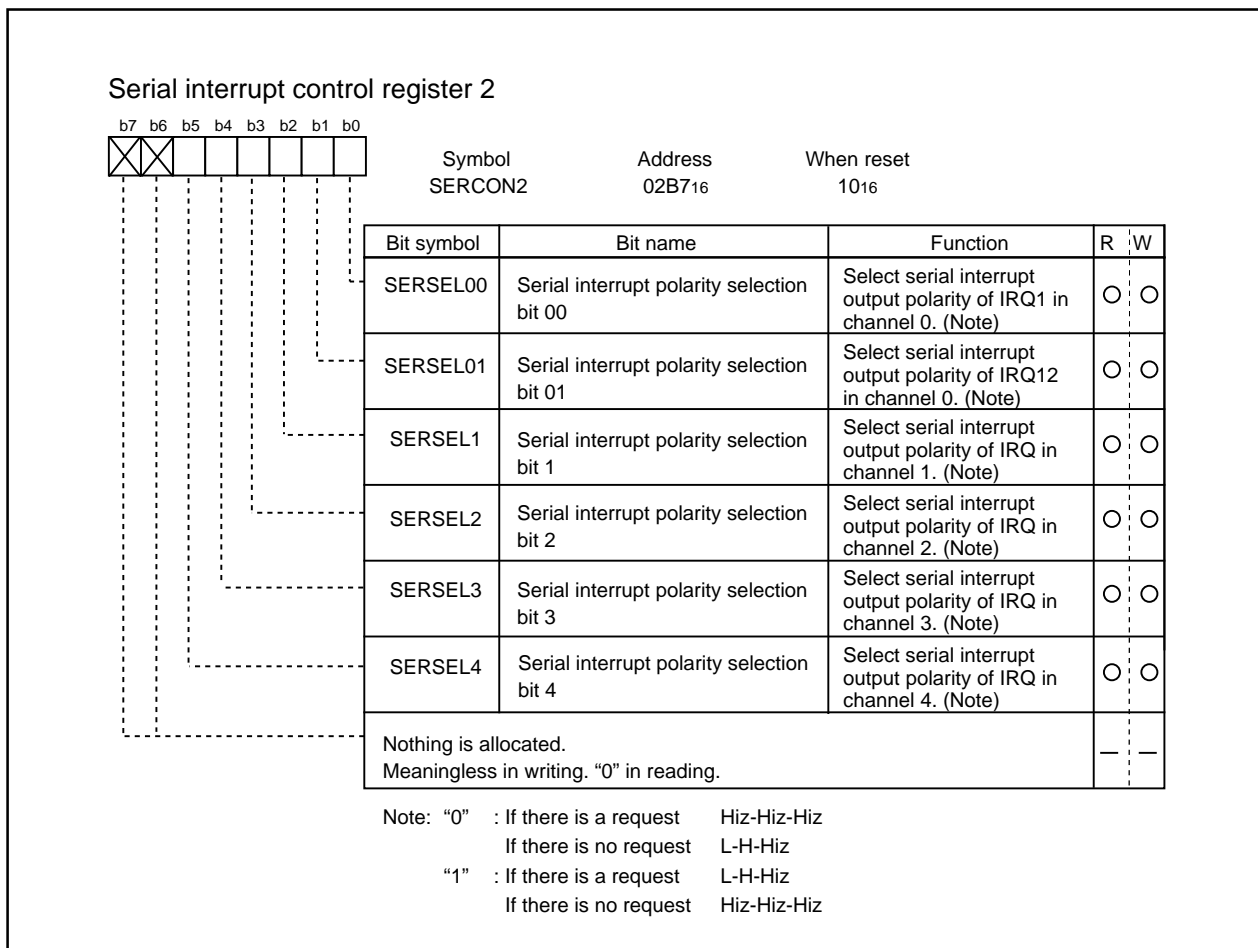 Serial interrupt control register 2
b7 b6 b5 b4 b3 b2 b1 b0
Symbol Address When reset
SERCON2 02B716 1016
Bit symbol Bit name Function R W
SERSEL00 Serial interrupt polarity selection bit 00 Select serial interrupt
output polarity of IRQ1 in
channel 0. (Note)
SERSEL01 Serial interrupt polarity selection bit 01 Select serial interrupt
output polarity of IRQ12
in channel 0. (Note)
SERSEL1 Serial interrupt polarity selection bit 1 Select serial interrupt
output polarity of IRQ in
channel 1. (Note)
SERSEL2 Serial interrupt polarity selection bit 2 Select serial interrupt
output polarity of IRQ in
channel 2. (Note)
SERSEL3 Serial interrupt polarity selection bit 3 Select serial interrupt
output polarity of IRQ in
channel 3. (Note)
SERSEL4 Serial interrupt polarity selection bit 4 Select serial interrupt
output polarity of IRQ in
channel 4. (Note)
Nothing is allocated.
Meaningless in writing. “0” in reading. — —
Note: “0” : If there is a request Hiz-Hiz-Hiz
If there is no request L-H-Hiz
“1” : If there is a request L-H-Hiz
If there is no request Hiz-Hiz-Hiz